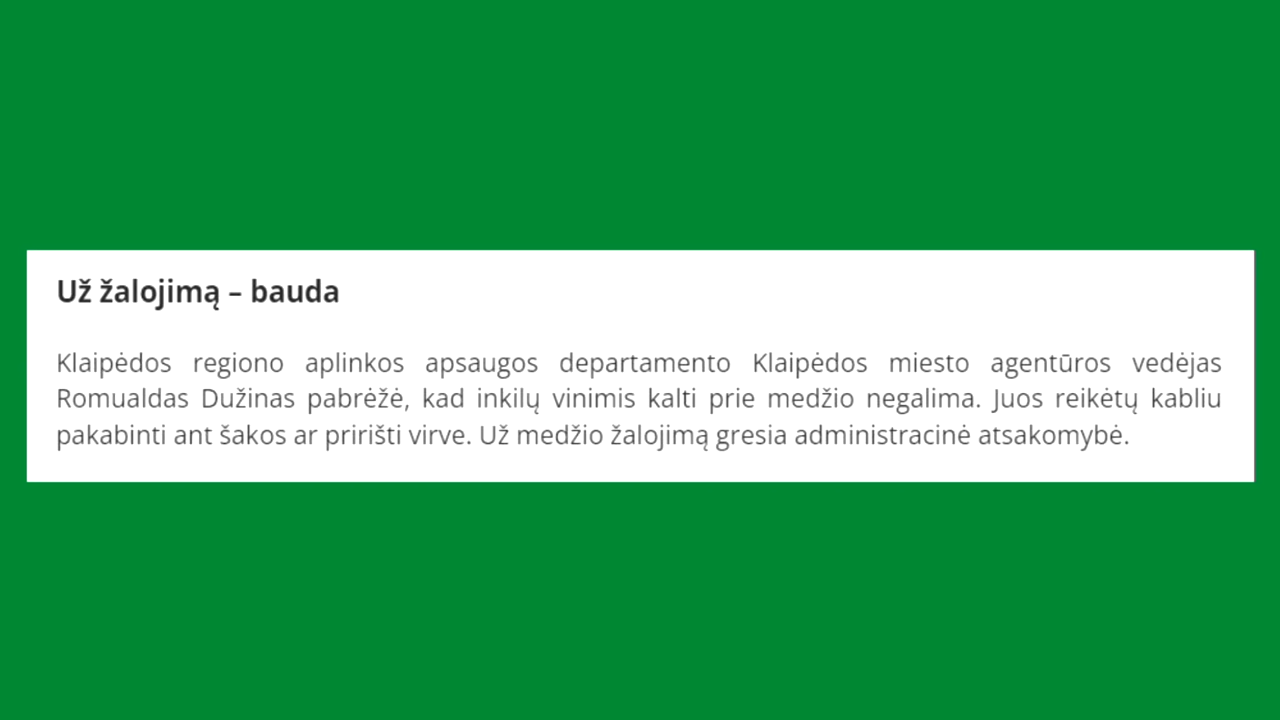 Už žalojimą – bauda
Klaipėdos regiono aplinkos apsaugos departamento Klaipėdos miesto agentūros vedėjas
Romualdas Dužinas pabrėžė, kad inkilų vinimis kalti prie medžio negalima. Juos reikėtų kabliu
pakabinti ant šakos ar pririšti virve. Už medžio žalojimą gresia administracinė atsakomybė.